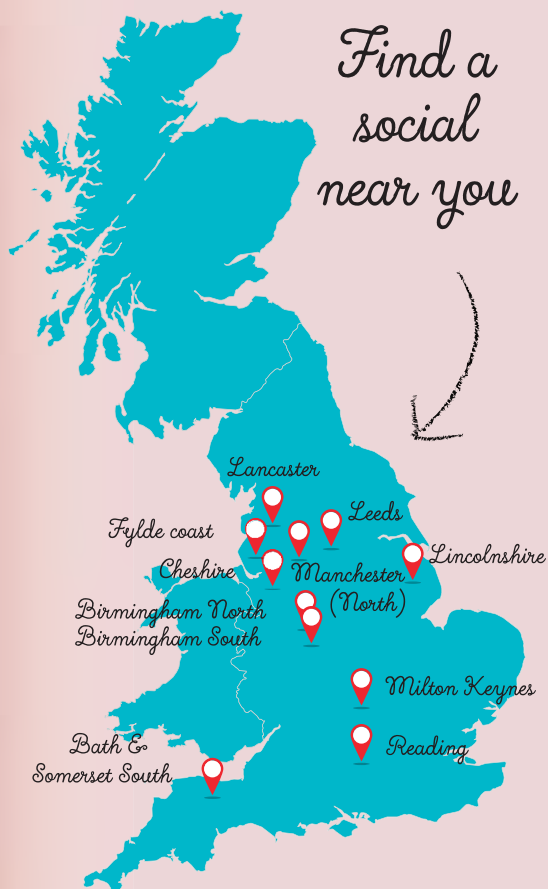 Find a
social
near you
Lancaster
Leeds
Fylde coast
Lincolnshire
Cheshire
Manchester
(North)
Birmingham North
Birmingham South
Milton Keynes
Bath &
Reading
Somerset South